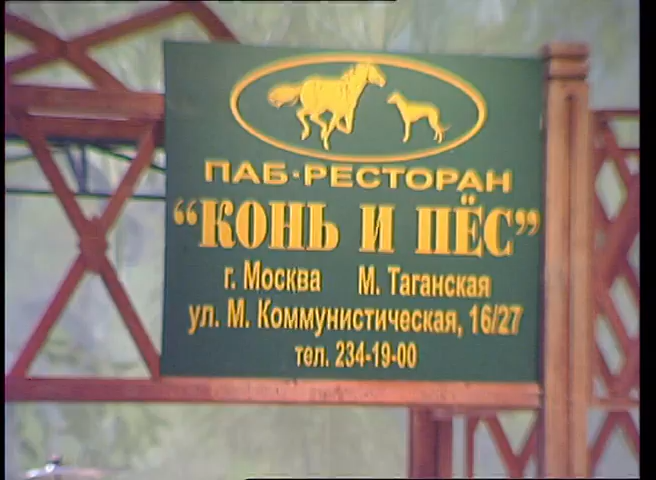 ПАБ·РЕСТОРАН
“КОНЬ И ПЁС”
г. Москва М. Таганская
ул. М. Коммунистическая, 16/27
тел. 234-19-00